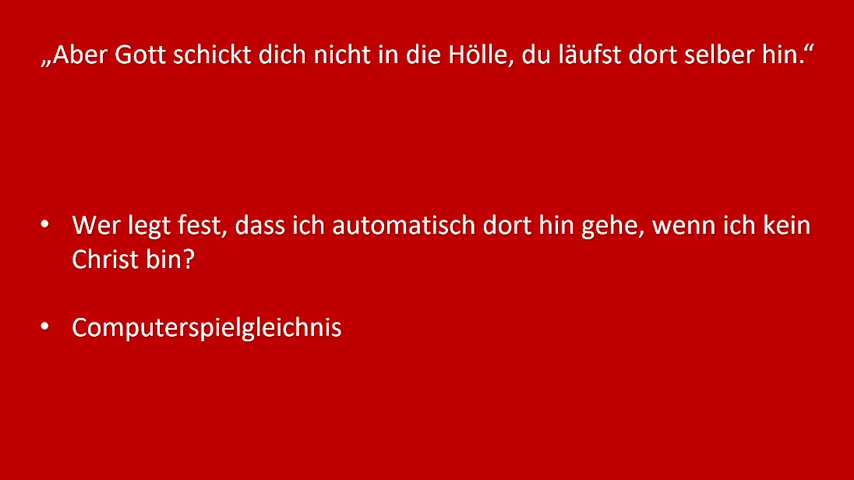 „Aber Gott schickt dich nicht in die Hölle, du läufst dort selber hin.“
• Wer legt fest, dass ich automatisch dort hin gehe, wenn ich kein
Christ bin?
• Computerspielgleichnis